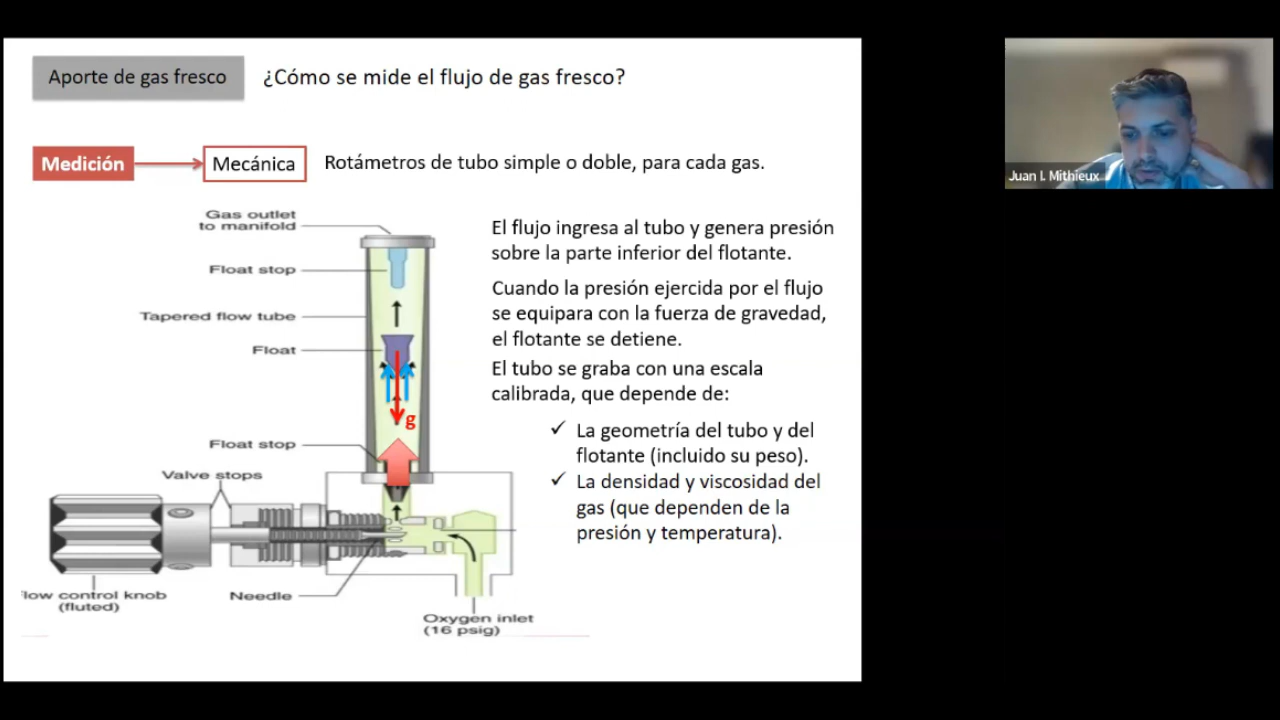 Aporte de gas fresco
¿Cómo se mide el flujo de gas fresco?
Medición
Mecánica
Rotámetros de tubo simple o doble, para cada gas.
Gas outlet
to manifold
Float stop
Tapered flow tube
Float
Float stop
Valve stops
g
low control knob
(fluted)
Needle
Oxygen inlet
(16 psig)
El flujo ingresa al tubo y genera presión
sobre la parte inferior del flotante.
Cuando la presión ejercida por el flujo
se equipara con la fuerza de gravedad,
el flotante se detiene.
El tubo se graba con una escala
calibrada, que depende de:
✓ La geometría del tubo y del
flotante (incluido su peso).
✓ La densidad y viscosidad del
gas (que dependen de la
presión y temperatura).
Juan I. Mithieux